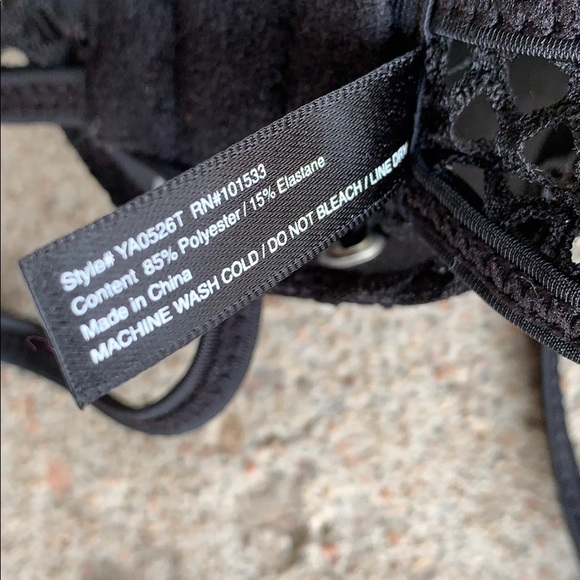 Style# YA0526T RN#101533
Content 85% Polyester / 15% Elastane
Made in China
MACHINE WASH COLD / DO NOT BLEACH / LINE DRY